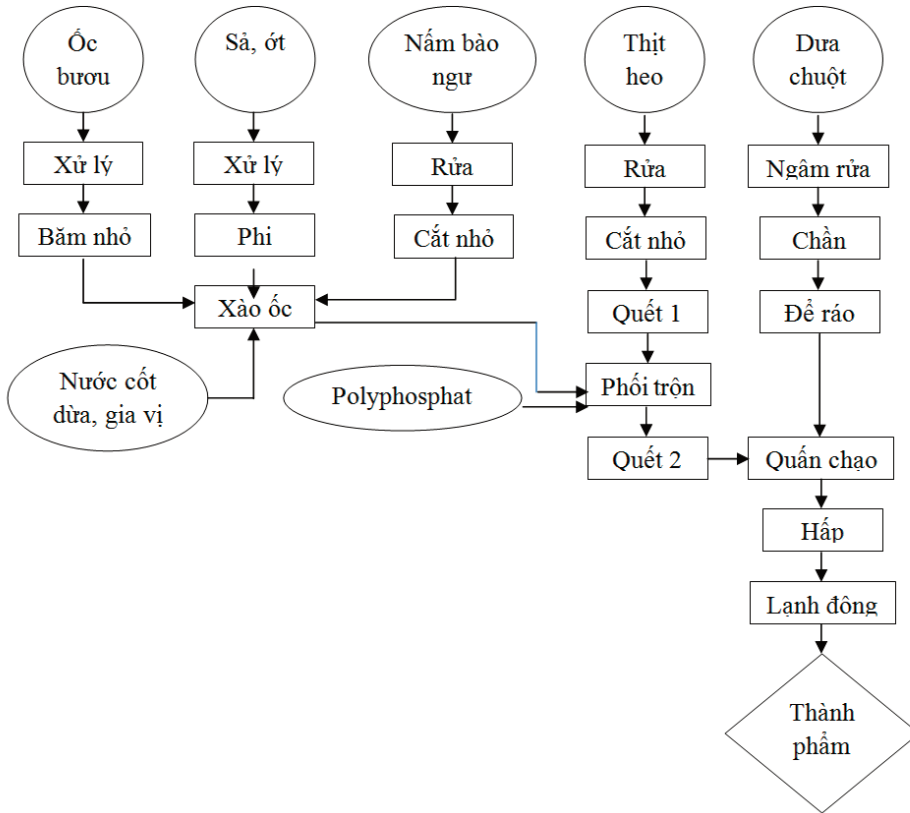 Ốc
bươu
Sả, ớt
Nấm bào
ngư
Thịt
heo
Dưa
chuột
Xử lý
Xử lý
Rửa
Rửa
Ngâm rửa
Băm nhỏ
Phi
Cắt nhỏ
Cắt nhỏ
Chần
Xào ốc
Quết 1
Để ráo
Nước cốt
dừa, gia vị
Polyphosphat
Phối trộn
Quết 2
Quấn chạo
Hấp
Lạnh đông
Thành
phẩm